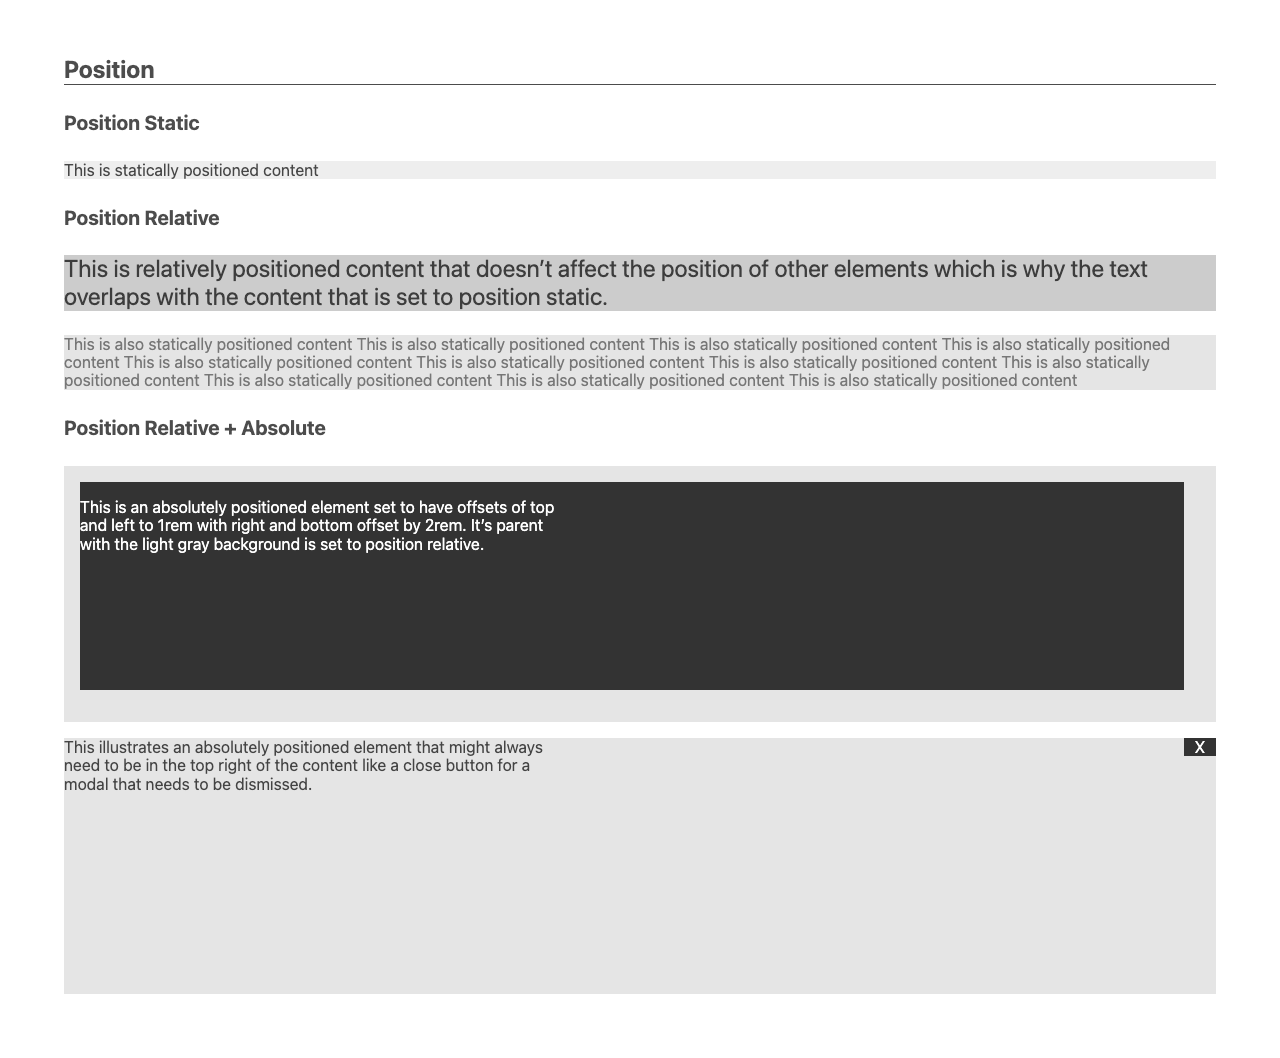 Position
Position Static
This is statically positioned content
Position Relative
This is relatively positioned content that doesn’t affect the position of other elements which is why the text
overlaps with the content that is set to position static.
This is also statically positioned content This is also statically positioned content This is also statically positioned content This is also statically positioned
content This is also statically positioned content This is also statically positioned content This is also statically positioned content This is also statically
positioned content This is also statically positioned content This is also statically positioned content This is also statically positioned content
Position Relative + Absolute
This is an absolutely positioned element set to have offsets of top
and left to 1rem with right and bottom offset by 2rem. It’s parent
with the light gray background is set to position relative.
This illustrates an absolutely positioned element that might always
need to be in the top right of the content like a close button for a
modal that needs to be dismissed.
X